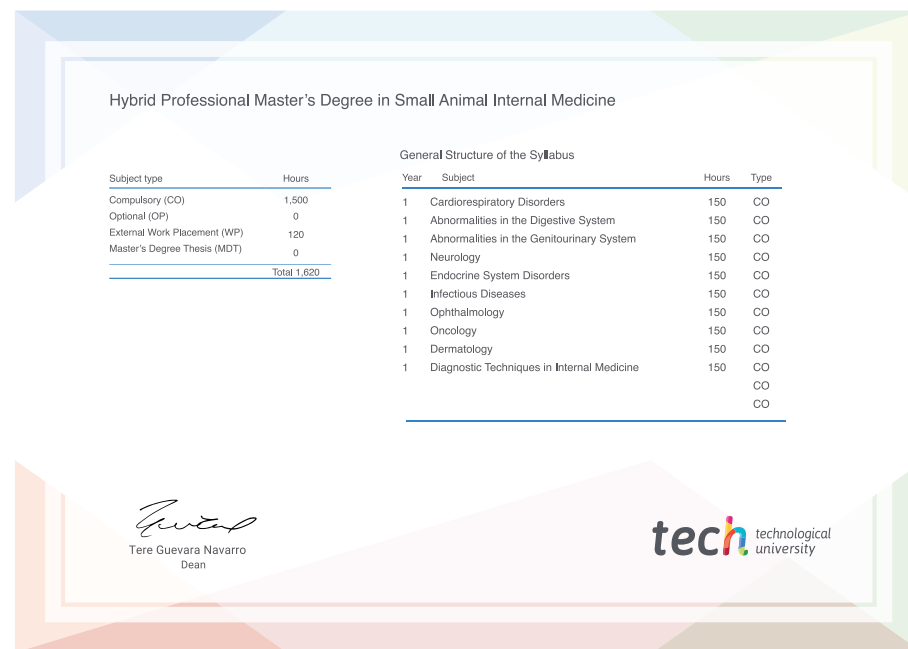 Hybrid Professional Master's Degree in Small Animal Internal Medicine
Subject type Hours
Compulsory (CO) 1,500
Optional (OP) 0
External Work Placement (WP) 120
Master's Degree Thesis (MDT) 0
Total 1,620
General Structure of the Syllabus
Year Subject Hours Type
1 Cardiorespiratory Disorders 150 CO
1 Abnormalities in the Digestive System 150 CO
1 Abnormalities in the Genitourinary System 150 CO
1 Neurology 150 CO
1 Endocrine System Disorders 150 CO
1 Infectious Diseases 150 CO
1 Ophthalmology 150 CO
1 Oncology 150 CO
1 Dermatology 150 CO
1 Diagnostic Techniques in Internal Medicine 150 CO
CO
CO
Tere Guevara Navarro
Dean
tech technological
university